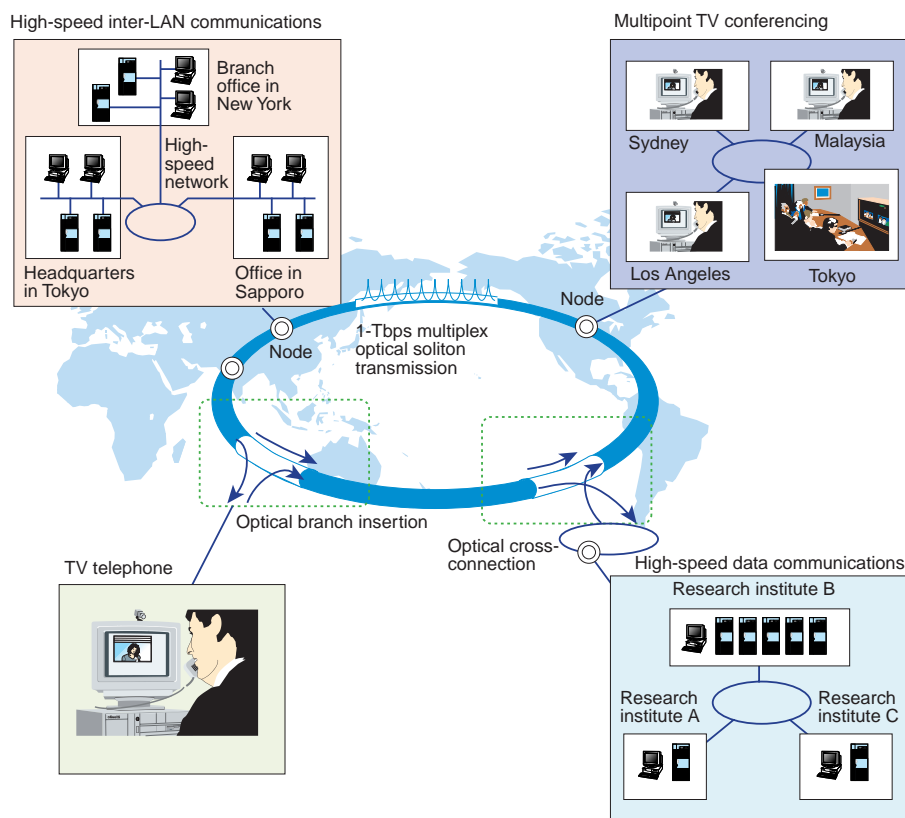 High-speed inter-LAN communications
Branch
office in
New York
High-
speed
network
Headquarters
in Tokyo
Office in
Sapporo
Multipoint TV conferencing
Sydney
Malaysia
Los Angeles
Tokyo
Node
Node
1-Tbps multiplex
optical soliton
transmission
Optical branch insertion
Optical cross-
connection
TV telephone
High-speed data communications
Research institute B
Research
institute A
Research
institute C